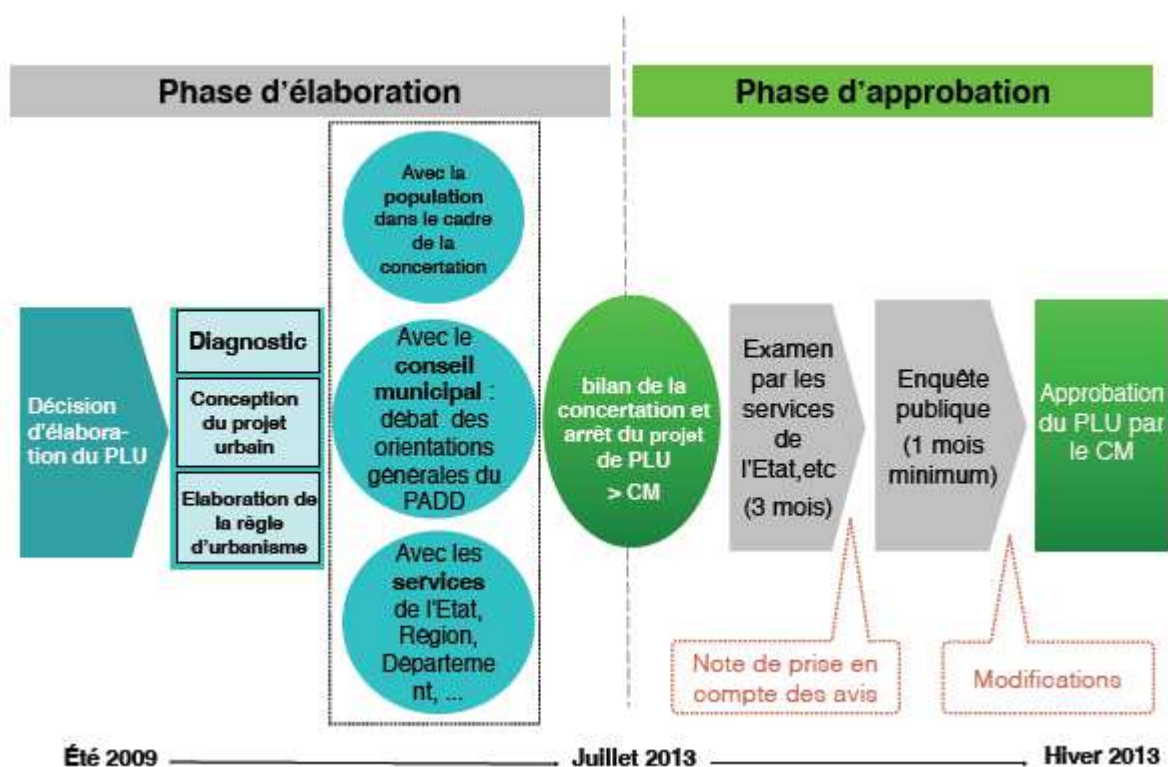 Phase d'élaboration
Phase d'approbation
Décision
d'élabora-
tion du PLU
Diagnostic
Conception
du projet
urbain
Elaboration de
la règle
d'urbanisme
Avec la
population
dans le cadre
de la
concertation
Avec le
conseil
municipal :
débat des
orientations
générales du
PADD
Avec les
services
de l'Etat,
Region,
Départeme
nt, ...
bilan de la
concertation et
arrêt du projet
de PLU
> CM
Examen
par les
services
de
l'Etat,etc
(3 mois)
Enquête
publique
(1 mois
minimum)
Approbation
du PLU par
le CM
Note de prise en
compte des avis
Modifications
Été 2009
Juillet 2013
Hiver 2013